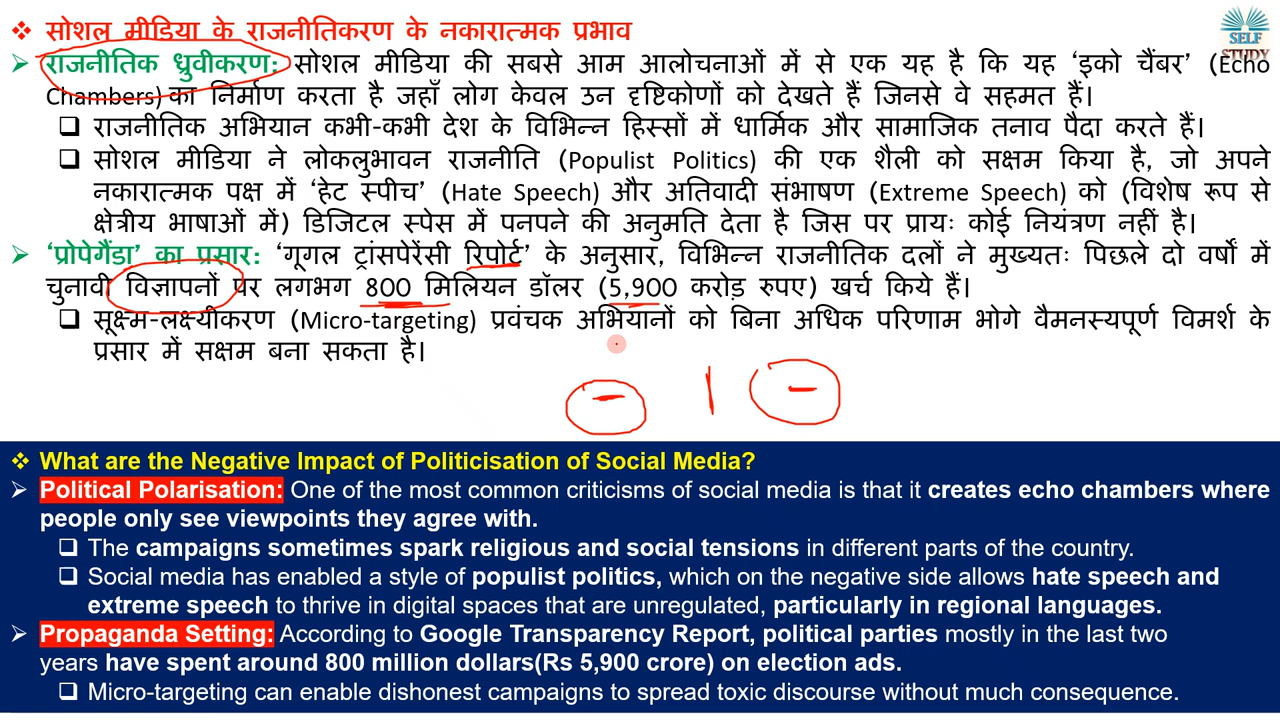 ❖ सोशल मीडिया के राजनीतिकरण के नकारात्मक प्रभाव
SELF STUDY
➢ राजनीतिक ध्रुवीकरण: सोशल मीडिया की सबसे आम आलोचनाओं में से एक यह है कि यह ‘इको चैंबर’ (Echo
Chambers) का निर्माण करता है जहाँ लोग केवल उन दृष्टिकोणों को देखते हैं जिनसे वे सहमत हैं।
❑ राजनीतिक अभियान कभी-कभी देश के विभिन्न हिस्सों में धार्मिक और सामाजिक तनाव पैदा करते हैं।
❑ सोशल मीडिया ने लोकलुभावन राजनीति (Populist Politics) की एक शैली को सक्षम किया है, जो अपने
नकारात्मक पक्ष में ‘हेट स्पीच’ (Hate Speech) और अतिवादी संभाषण (Extreme Speech) को (विशेष रूप से
क्षेत्रीय भाषाओं में) डिजिटल स्पेस में पनपने की अनुमति देता है जिस पर प्रायः कोई नियंत्रण नहीं है।
➢ ‘प्रोपेगैंडा’ का प्रसार: ‘गूगल ट्रांसपेरेंसी रिपोर्ट’ के अनुसार, विभिन्न राजनीतिक दलों ने मुख्यतः पिछले दो वर्षों में
चुनावी विज्ञापनों पर लगभग 800 मिलियन डॉलर (5,900 करोड़ रुपए) खर्च किये हैं।
❑ सूक्ष्म-लक्ष्यीकरण (Micro-targeting) प्रवंचक अभियानों को बिना अधिक परिणाम भोगे वैमनस्यपूर्ण विमर्श के
प्रसार में सक्षम बना सकता है।
❖ What are the Negative Impact of Politicisation of Social Media?
➢ Political Polarisation: One of the most common criticisms of social media is that it creates echo chambers where
people only see viewpoints they agree with.
❑ The campaigns sometimes spark religious and social tensions in different parts of the country.
❑ Social media has enabled a style of populist politics, which on the negative side allows hate speech and
extreme speech to thrive in digital spaces that are unregulated, particularly in regional languages.
➢ Propaganda Setting: According to Google Transparency Report, political parties mostly in the last two
years have spent around 800 million dollars(Rs 5,900 crore) on election ads.
❑ Micro-targeting can enable dishonest campaigns to spread toxic discourse without much consequence.